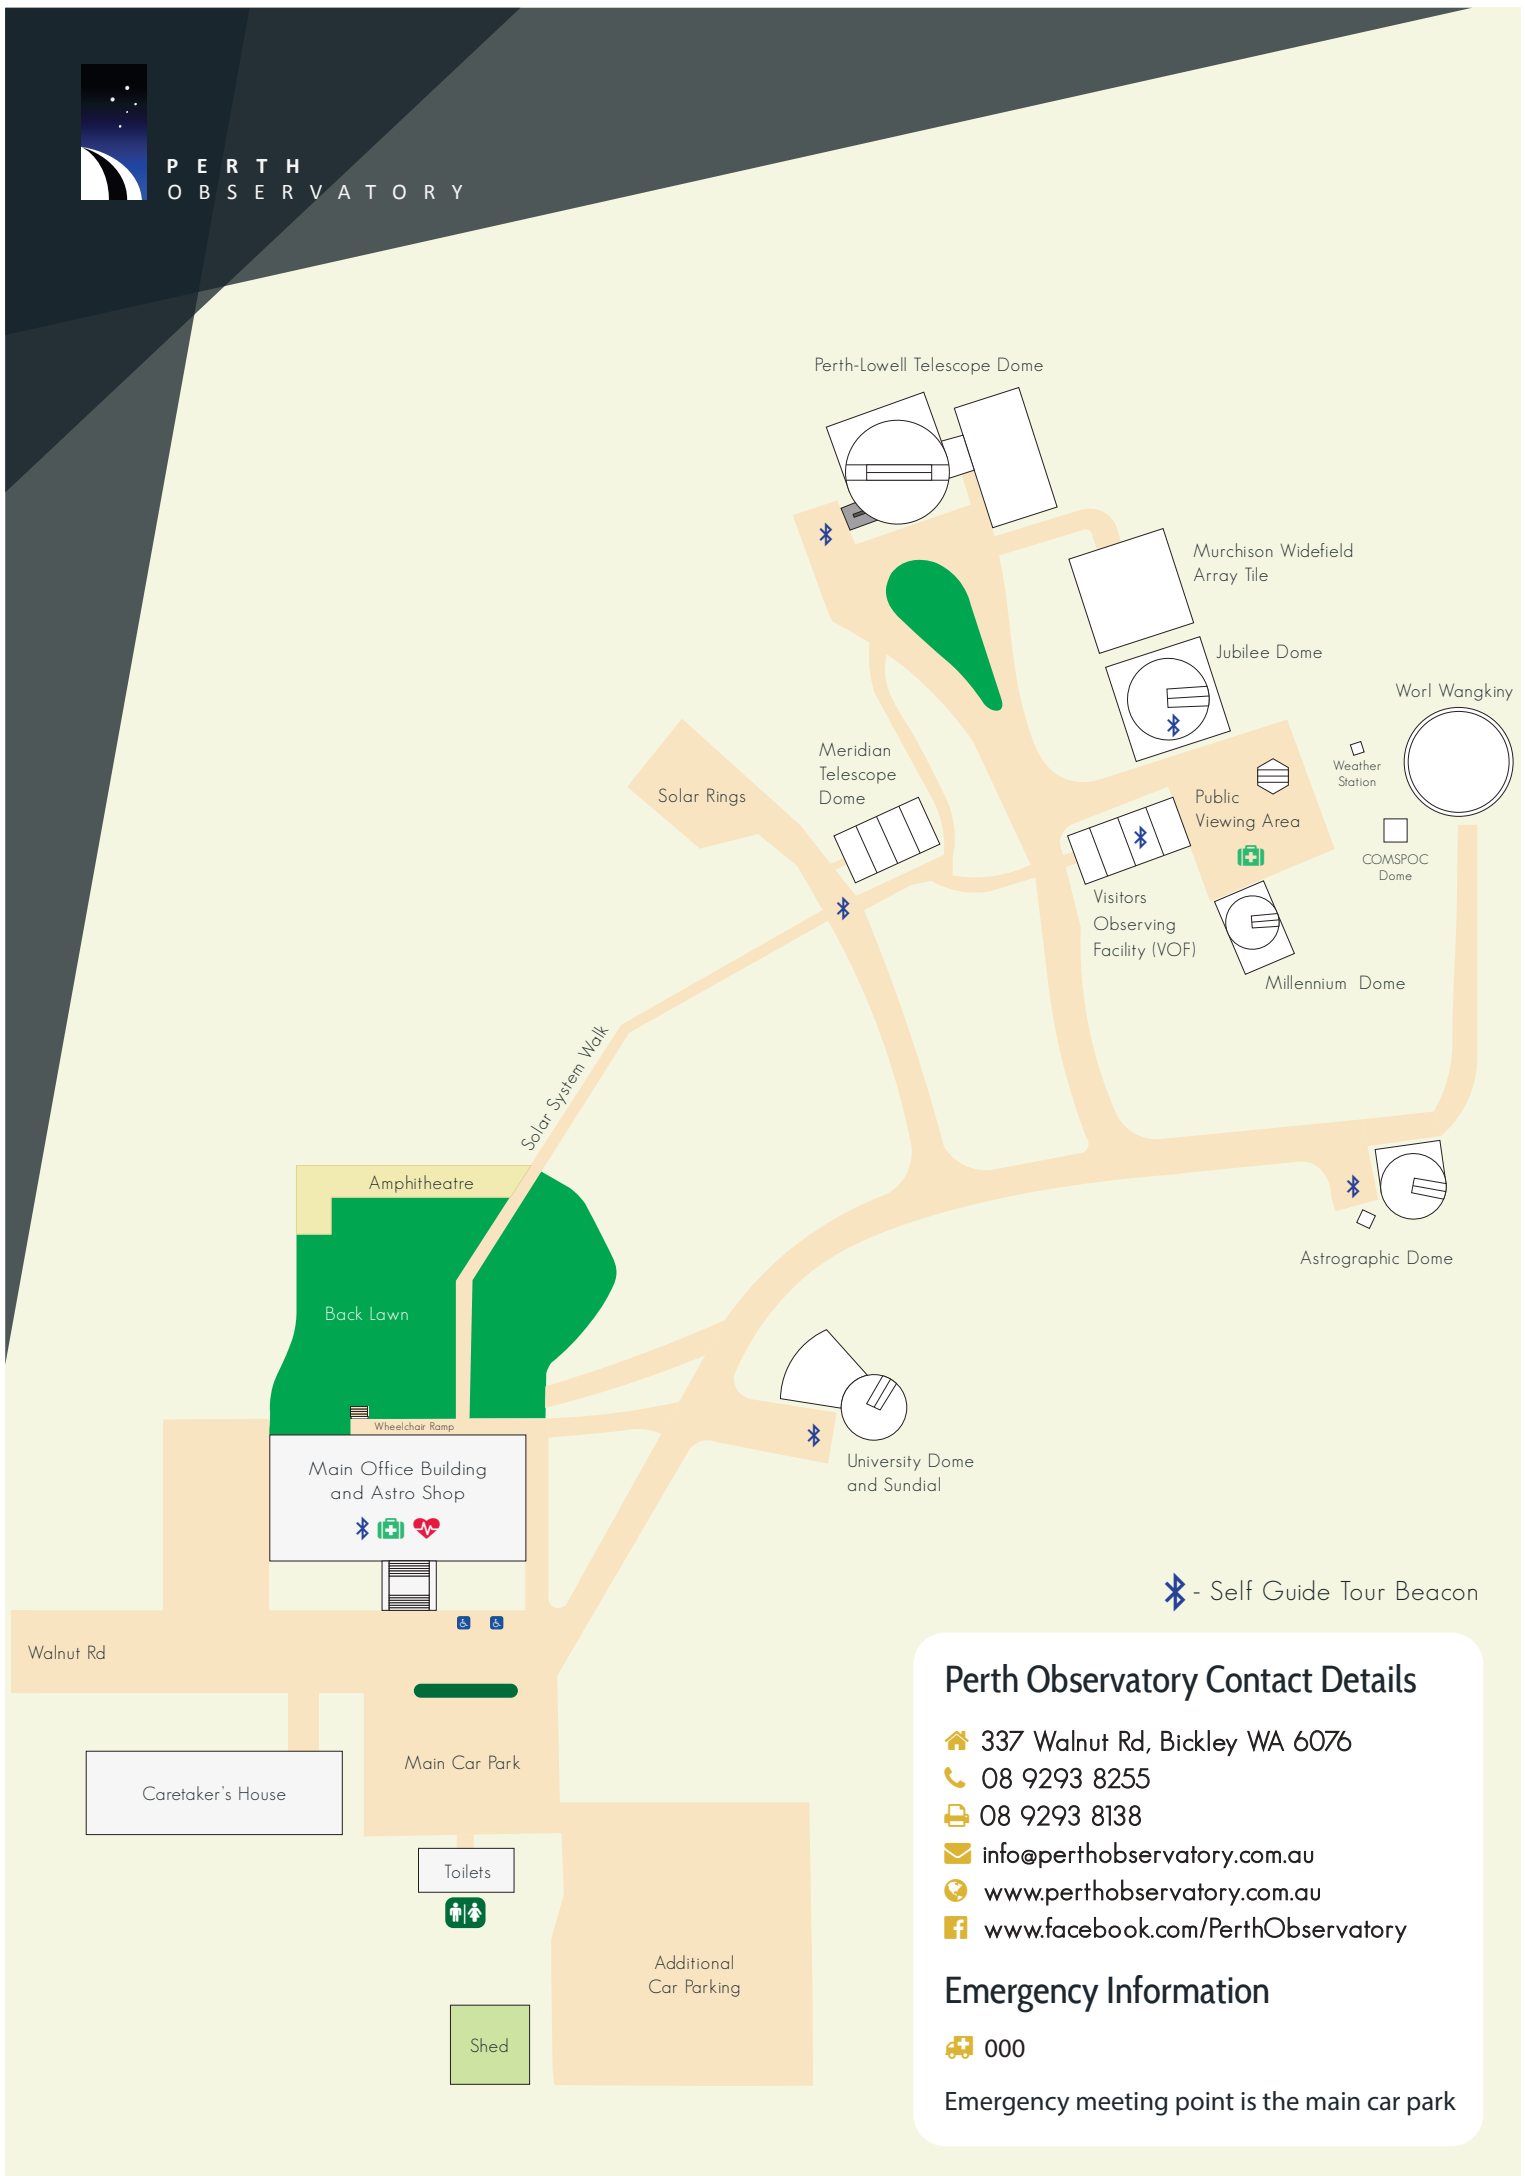 PERTH
OBSERVATORY
Perth-Lowell Telescope Dome
Murchison Widefield
Array Tile
Jubilee Dome
Worl Wangkiny
Meridian
Telescope
Dome
Solar Rings
Weather
Station
Public
Viewing Area
COMSPOC
Dome
Visitors
Observing
Facility (VOF)
Millennium Dome
Solar System Walk
Amphitheatre
Astrographic Dome
Back Lawn
Wheelchair Ramp
Main Office Building
and Astro Shop
University Dome
and Sundial
- Self Guide Tour Beacon
Walnut Rd
Main Car Park
Caretaker's House
Toilets
Additional
Car Parking
Shed
Perth Observatory Contact Details
337 Walnut Rd, Bickley WA 6076
08 9293 8255
08 9293 8138
info@perthobservatory.com.au
www.perthobservatory.com.au
www.facebook.com/PerthObservatory
Emergency Information
000
Emergency meeting point is the main car park